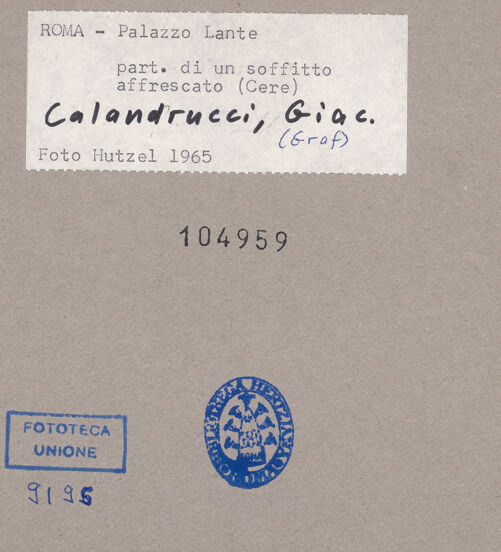 ROMA - Palazzo Lante
part. di un soffitto
affrescato (Cere)
Calandrucci, Giac.
(Graf)
Foto Hutzel 1965
104959
FOTOTECA
UNIONE
9195